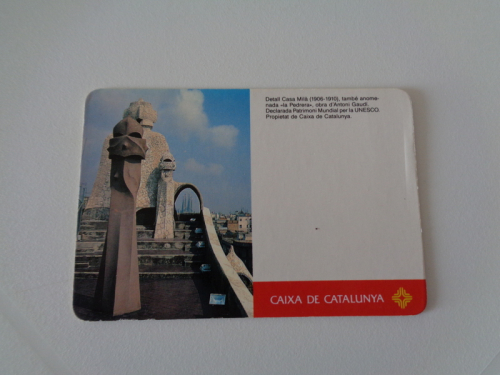 Detall Casa Milà (1906-1910), també anome-
nada «la Pedrera», obra d'Antoni Gaudí.
Declarada Patrimoni Mundial per la UNESCO.
Propietat de Caixa de Catalunya.
CAIXA DE CATALUNYA